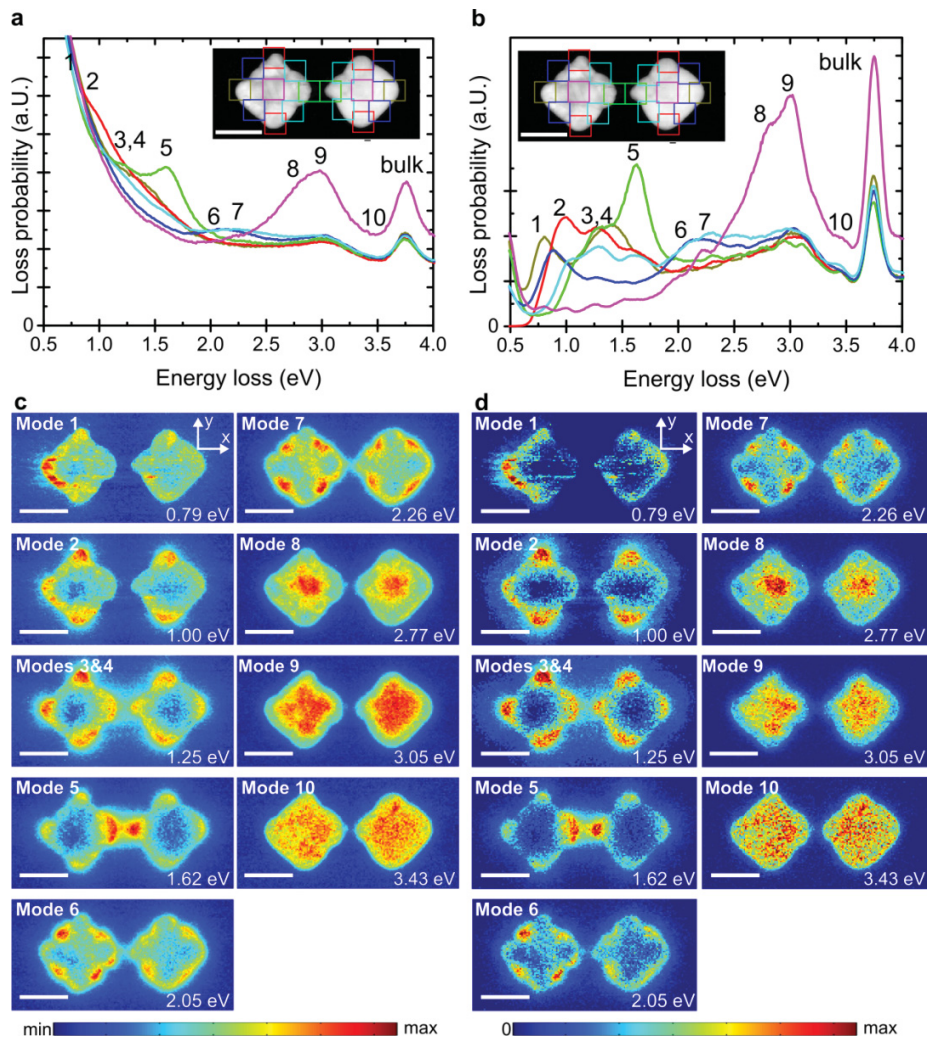 a
Loss probability (a.U.)
0
1
2
3,4
5
6
7
8
9
10
bulk
0.5 1.0 1.5 2.0 2.5 3.0 3.5 4.0
Energy loss (eV)
b
Loss probability (a.U.)
0
1
2
3,4
5
6
7
8
9
10
bulk
0.5 1.0 1.5 2.0 2.5 3.0 3.5 4.0
Energy loss (eV)
c
Mode 1
y
x
0.79 eV
Mode 7
2.26 eV
Mode 2
1.00 eV
Mode 8
2.77 eV
Modes 3&4
1.25 eV
Mode 9
3.05 eV
Mode 5
1.62 eV
Mode 10
3.43 eV
Mode 6
2.05 eV
min
max
d
Mode 1
y
x
0.79 eV
Mode 7
2.26 eV
Mode 2
1.00 eV
Mode 8
2.77 eV
Modes 3&4
1.25 eV
Mode 9
3.05 eV
Mode 5
1.62 eV
Mode 10
3.43 eV
Mode 6
2.05 eV
0
max